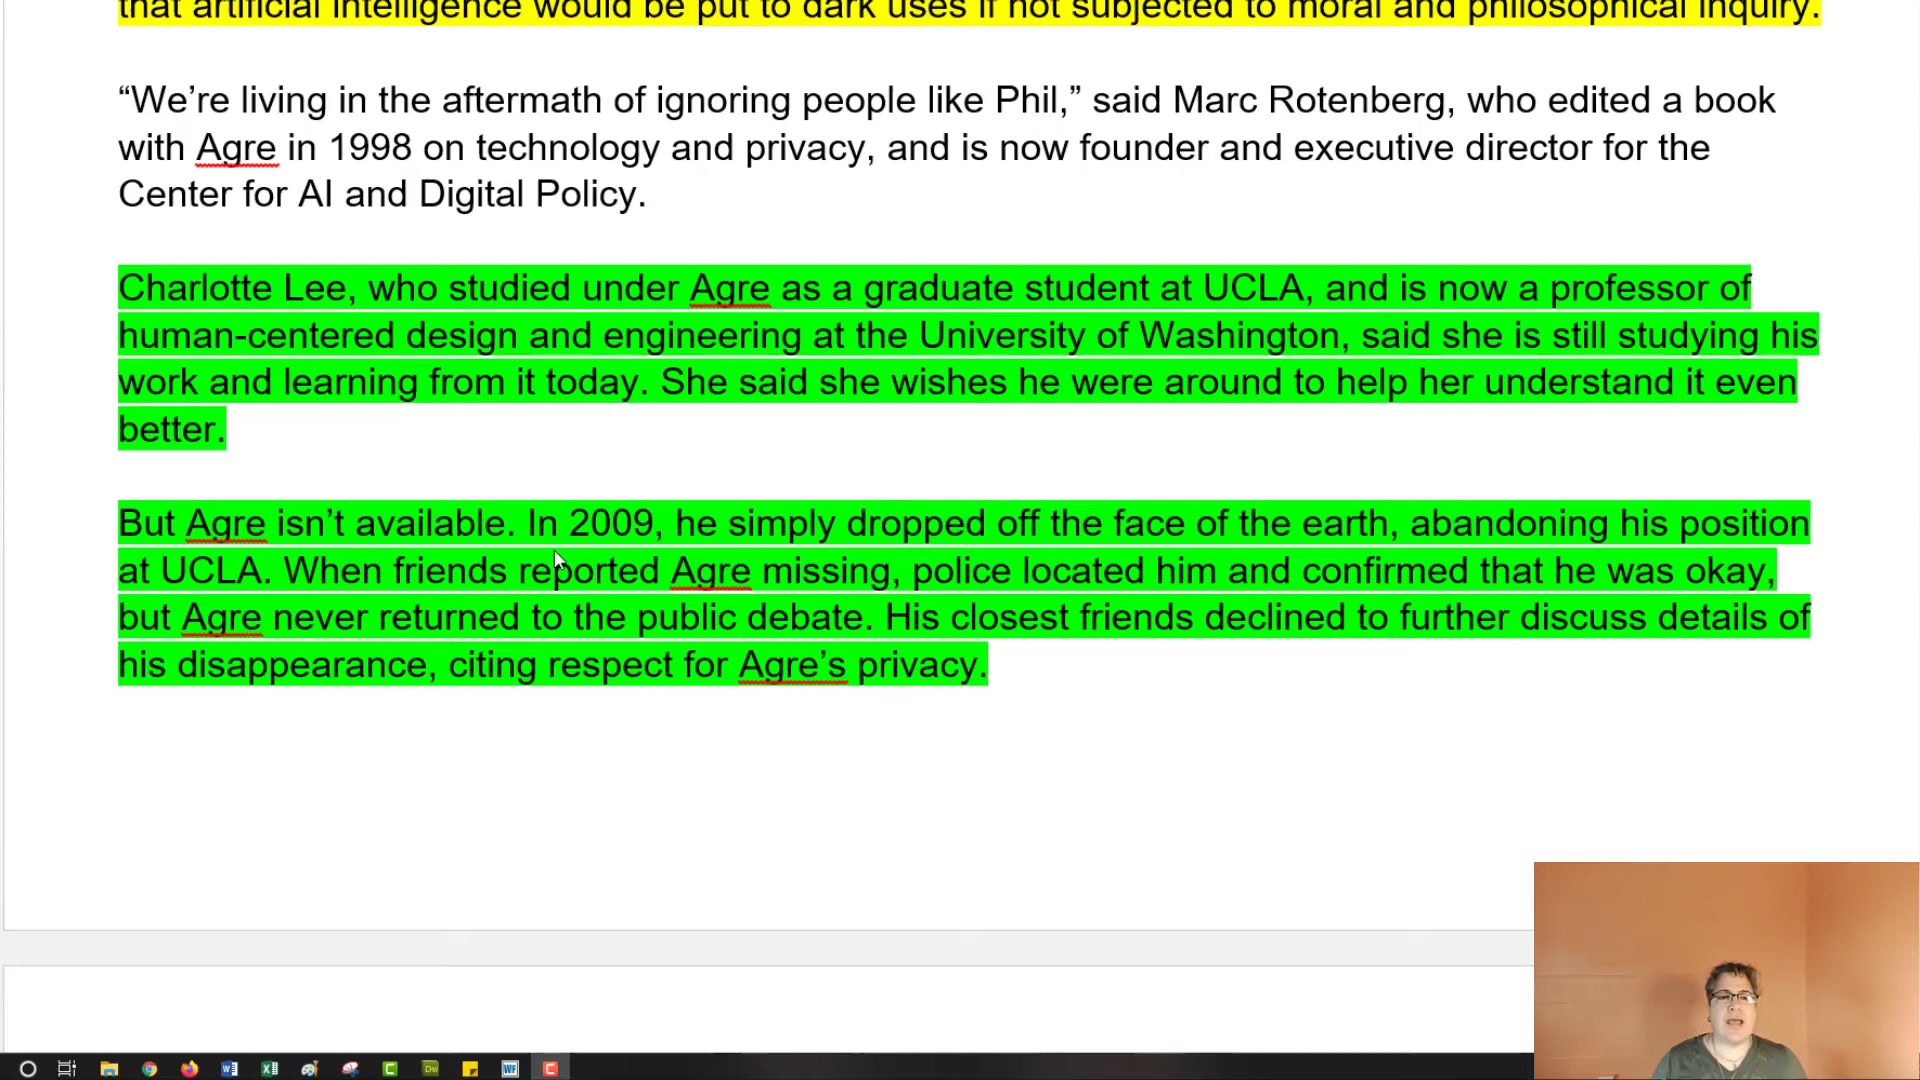 that artificial intelligence would be put to dark uses if not subjected to moral and philosophical inquiry.
“We’re living in the aftermath of ignoring people like Phil,” said Marc Rotenberg, who edited a book
with Agre in 1998 on technology and privacy, and is now founder and executive director for the
Center for AI and Digital Policy.
Charlotte Lee, who studied under Agre as a graduate student at UCLA, and is now a professor of
human-centered design and engineering at the University of Washington, said she is still studying his
work and learning from it today. She said she wishes he were around to help her understand it even
better.
But Agre isn’t available. In 2009, he simply dropped off the face of the earth, abandoning his position
at UCLA. When friends reported Agre missing, police located him and confirmed that he was okay,
but Agre never returned to the public debate. His closest friends declined to further discuss details of
his disappearance, citing respect for Agre’s privacy.
Dw
WF